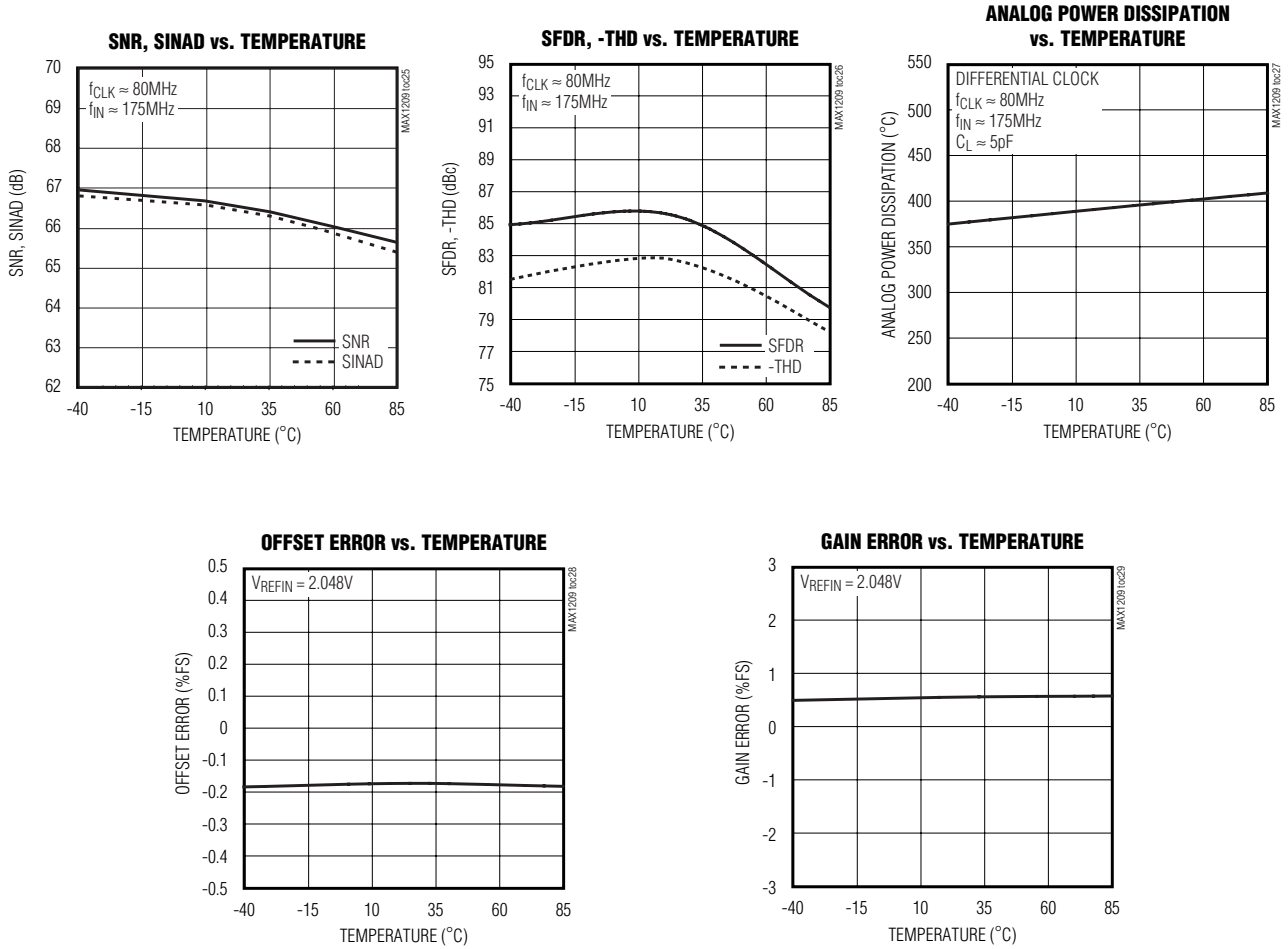 SNR, SINAD vs. TEMPERATURE
SNR, SINAD (dB)
70
69
68
67
66
65
64
63
62
fCLK ≈ 80MHz
fIN ≈ 175MHz
SNR
SINAD
MAX1209 toc25
-40 -15 10 35 60 85
TEMPERATURE (°C)
SFDR, -THD vs. TEMPERATURE
SFDR, -THD (dBc)
95
93
91
89
87
85
83
81
79
77
75
fCLK ≈ 80MHz
fIN ≈ 175MHz
SFDR
-THD
MAX1209 toc26
-40 -15 10 35 60 85
TEMPERATURE (°C)
ANALOG POWER DISSIPATION
vs. TEMPERATURE
ANALOG POWER DISSIPATION (°C)
550
500
450
400
350
300
250
200
DIFFERENTIAL CLOCK
fCLK ≈ 80MHz
fIN ≈ 175MHz
CL ≈ 5pF
MAX1209 toc27
-40 -15 10 35 60 85
TEMPERATURE (°C)
OFFSET ERROR vs. TEMPERATURE
OFFSET ERROR (%FS)
0.5
0.4
0.3
0.2
0.1
0
-0.1
-0.2
-0.3
-0.4
-0.5
VREFIN = 2.048V
MAX1209 toc28
-40 -15 10 35 60 85
TEMPERATURE (°C)
GAIN ERROR vs. TEMPERATURE
GAIN ERROR (%FS)
3
2
1
0
-1
-2
-3
VREFIN = 2.048V
MAX1209 toc29
-40 -15 10 35 60 85
TEMPERATURE (°C)